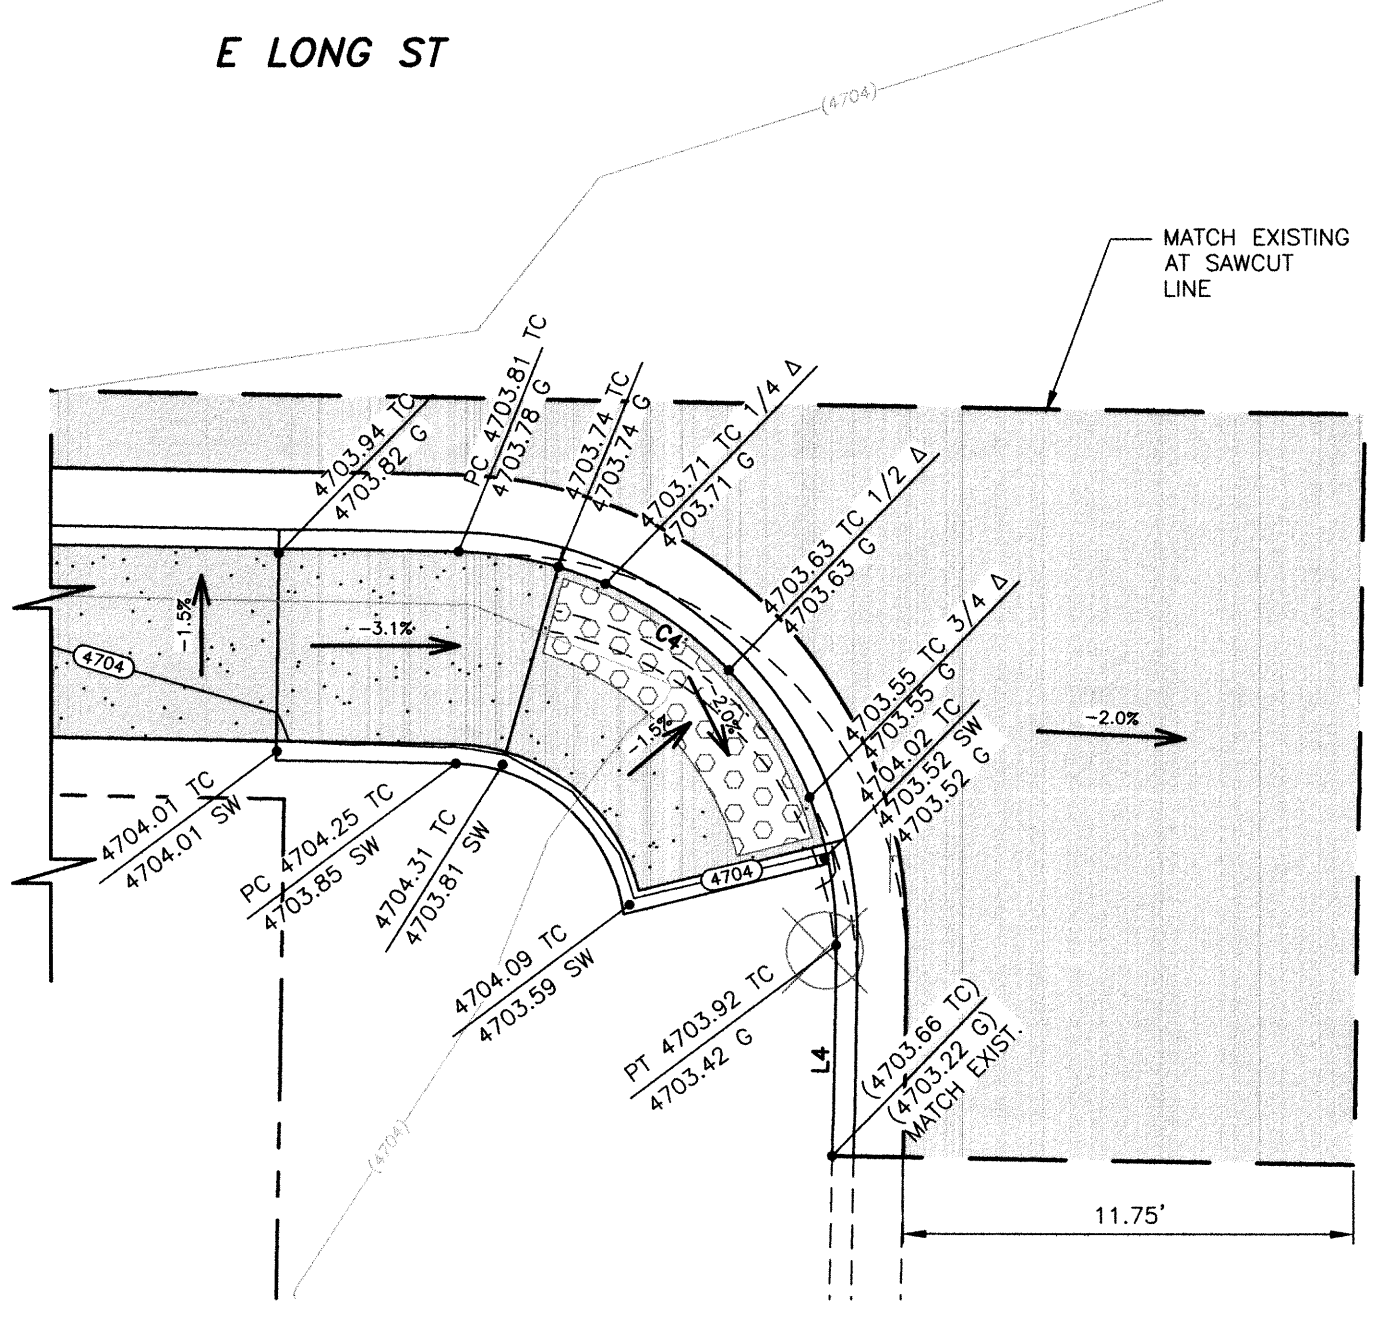 E LONG ST
(4704)
MATCH EXISTING
AT SAWCUT
LINE
4703.94 TC
4703.82 G
PC 4703.81 TC
4703.78 G
4703.74 TC
4703.74 G
4703.71 TC 1/4 Δ
4703.71 G
4703.63 TC 1/2 Δ
4703.63 G
4703.55 TC 3/4 Δ
4703.55 G
4704.02 TC
4703.52 SW
4703.52 G
-1.5%
-3.1%
4704
C4
-2.0%
-1.5%
-2.0%
4704.01 TC
4704.01 SW
PC 4704.25 TC
4703.85 SW
4704.31 TC
4703.81 SW
4704
4704.09 TC
4703.59 SW
PT 4703.92 TC
4703.42 G
L4
(4703.66 TC)
(4703.22 G)
MATCH EXIST.
(4704)
11.75'